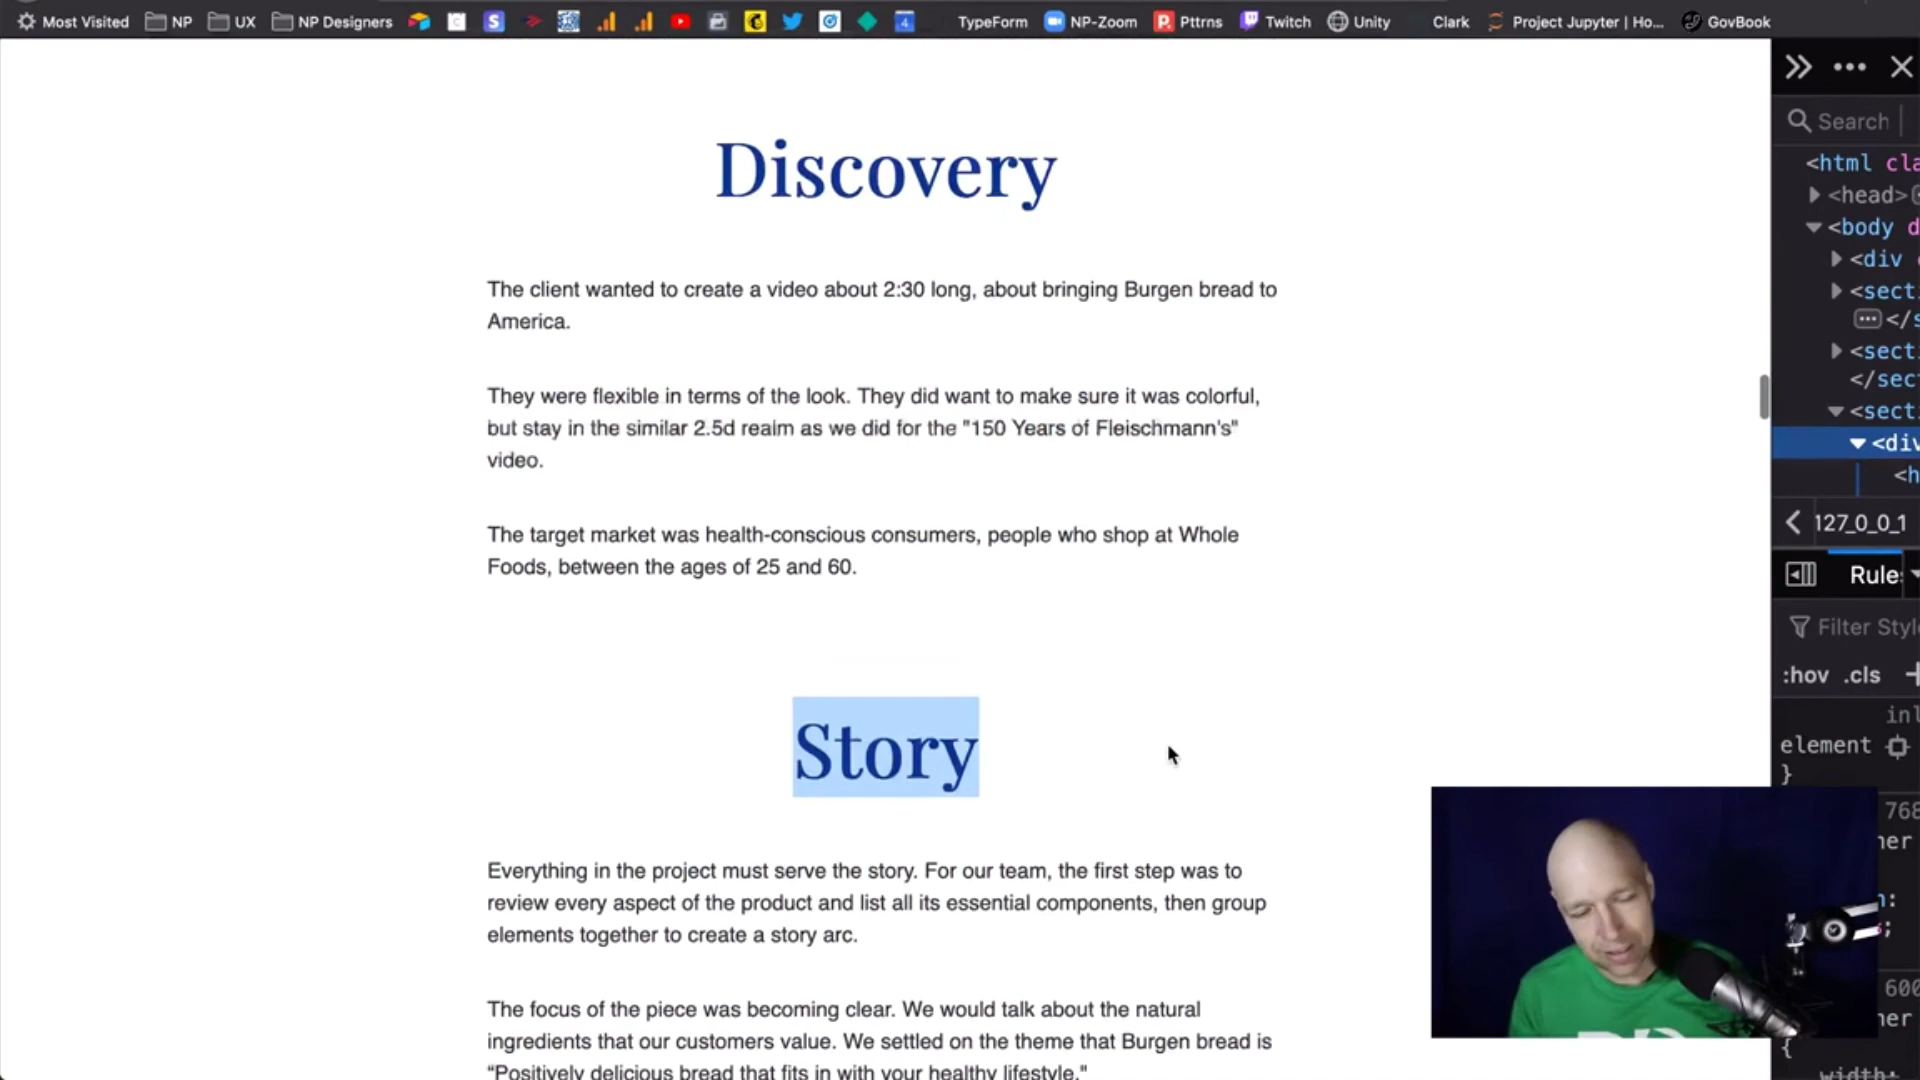 Most Visited NP UX NP Designers TypeForm NP-Zoom Pttrns Twitch Unity Clark Project Jupyter | Ho... GovBook
Discovery
The client wanted to create a video about 2:30 long, about bringing Burgen bread to
America.
They were flexible in terms of the look. They did want to make sure it was colorful,
but stay in the similar 2.5d realm as we did for the "150 Years of Fleischmann's"
video.
The target market was health-conscious consumers, people who shop at Whole
Foods, between the ages of 25 and 60.
Story
Everything in the project must serve the story. For our team, the first step was to
review every aspect of the product and list all its essential components, then group
elements together to create a story arc.
The focus of the piece was becoming clear. We would talk about the natural
ingredients that our customers value. We settled on the theme that Burgen bread is
“Positively delicious bread that fits in with your healthy lifestyle."
Search
<html cla
<head>
<body d
<div
<sect
</s
<sect
</sect
<sect
<div
<h
127_0_0_1
Rule
Filter Style
:hov .cls +
inl
element
}
768
ner
600
ner
{
width: